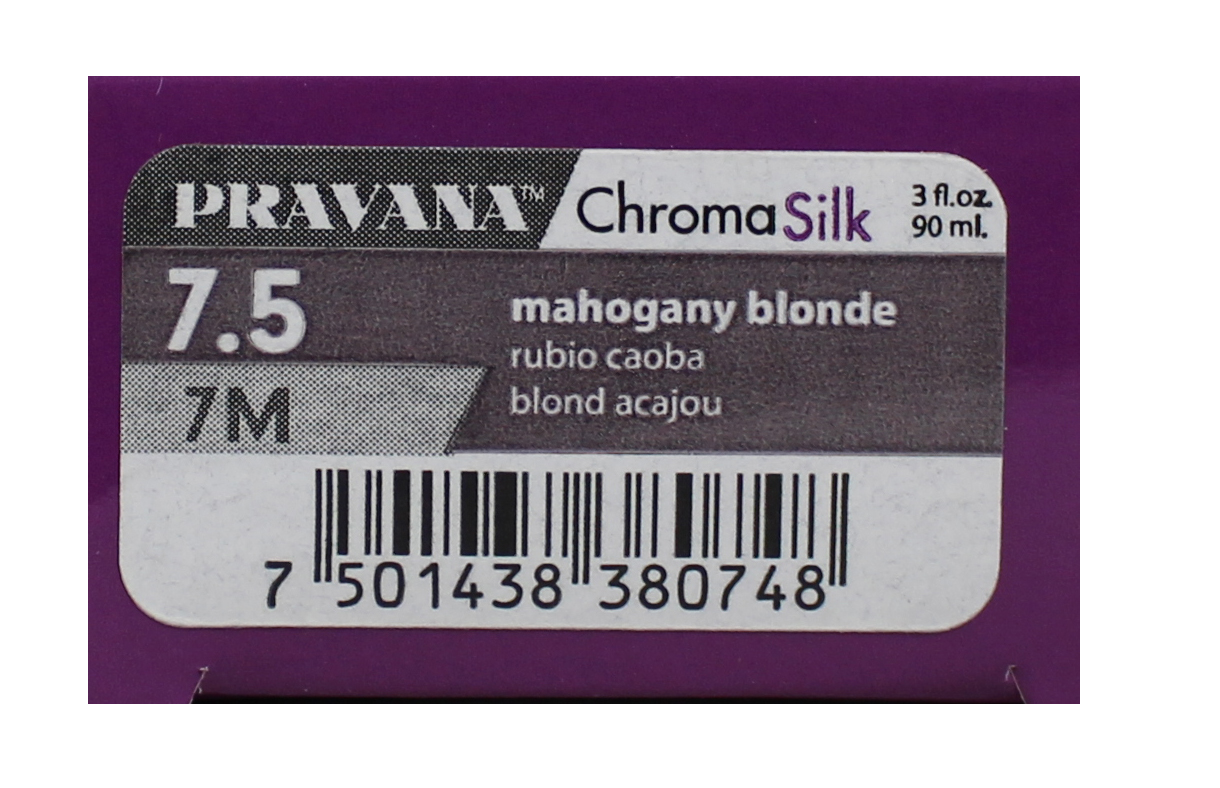 PRAVANA™ ChromaSilk 3 fl.oz.
90 ml.
7.5
mahogany blonde
rubio caoba
7M
blond acajou
7 501438 380748